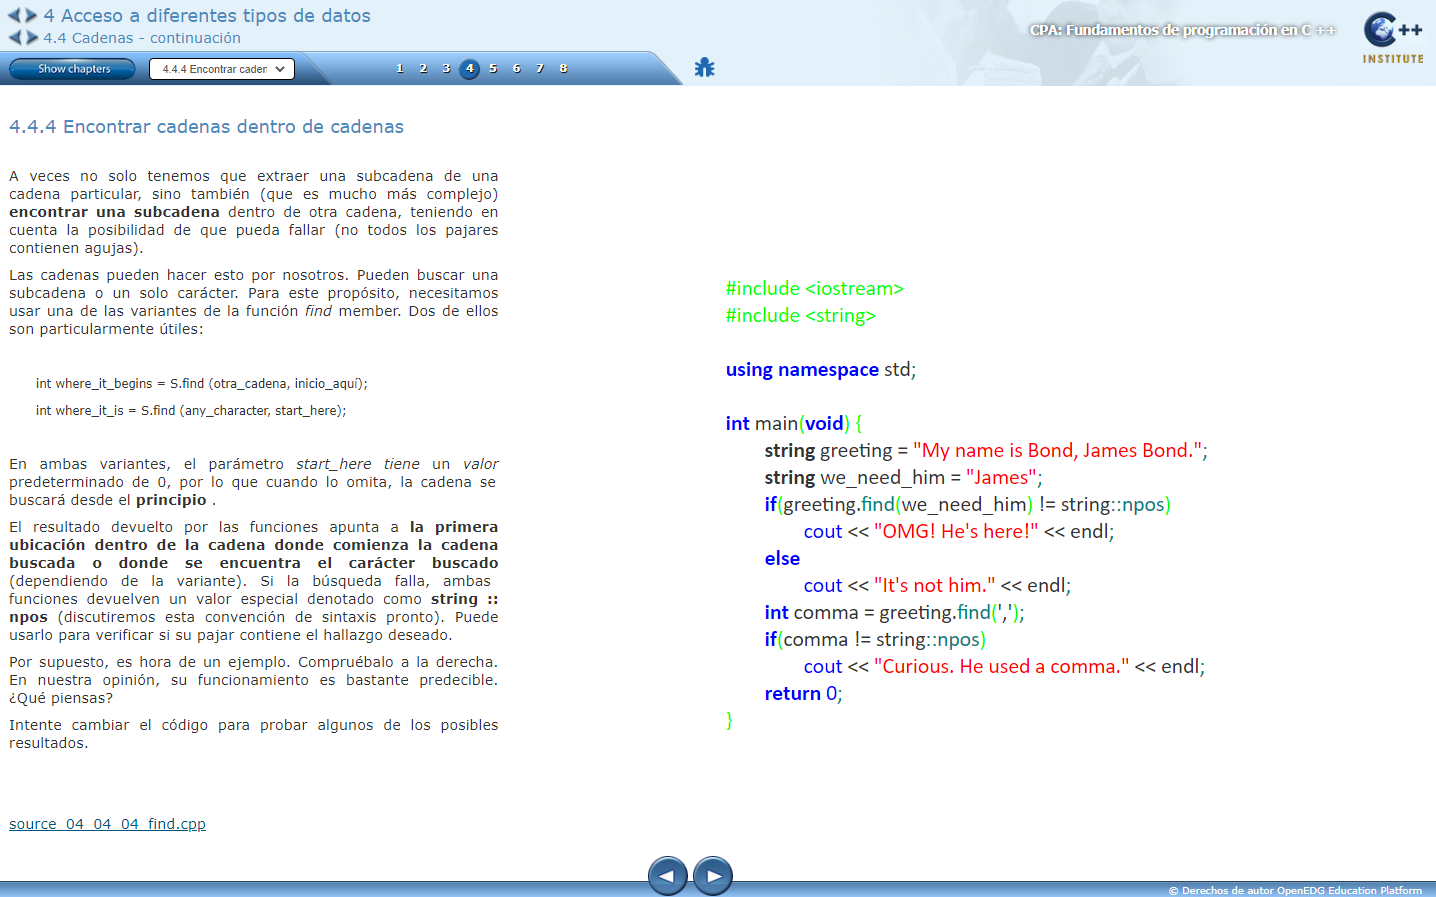 4 Acceso a diferentes tipos de datos
4.4 Cadenas - continuación
CPA: Fundamentos de programación en C ++
C++
INSTITUTE
Show chapters
4.4.4 Encontrar caden
1 2 3 4 5 6 7 8
4.4.4 Encontrar cadenas dentro de cadenas
A veces no solo tenemos que extraer una subcadena de una
cadena particular, sino también (que es mucho más complejo)
encontrar una subcadena dentro de otra cadena, teniendo en
cuenta la posibilidad de que pueda fallar (no todos los pajares
contienen agujas).
Las cadenas pueden hacer esto por nosotros. Pueden buscar una
subcadena o un solo carácter. Para este propósito, necesitamos
usar una de las variantes de la función find member. Dos de ellos
son particularmente útiles:
int where_it_begins = S.find (otra_cadena, inicio_aquí);
int where_it_is = S.find (any_character, start_here);
En ambas variantes, el parámetro start_here tiene un valor
predeterminado de 0, por lo que cuando lo omita, la cadena se
buscará desde el principio .
El resultado devuelto por las funciones apunta a la primera
ubicación dentro de la cadena donde comienza la cadena
buscada o donde se encuentra el carácter buscado
(dependiendo de la variante). Si la búsqueda falla, ambas
funciones devuelven un valor especial denotado como string ::
npos (discutiremos esta convención de sintaxis pronto). Puede
usarlo para verificar si su pajar contiene el hallazgo deseado.
Por supuesto, es hora de un ejemplo. Compruébalo a la derecha.
En nuestra opinión, su funcionamiento es bastante predecible.
¿Qué piensas?
Intente cambiar el código para probar algunos de los posibles
resultados.
source_04_04_04_find.cpp
#include <iostream>
#include <string>
using namespace std;
int main(void) {
string greeting = "My name is Bond, James Bond.";
string we_need_him = "James";
if(greeting.find(we_need_him) != string::npos)
cout << "OMG! He's here!" << endl;
else
cout << "It's not him." << endl;
int comma = greeting.find(',');
if(comma != string::npos)
cout << "Curious. He used a comma." << endl;
return 0;
}
© Derechos de autor OpenEDG Education Platform